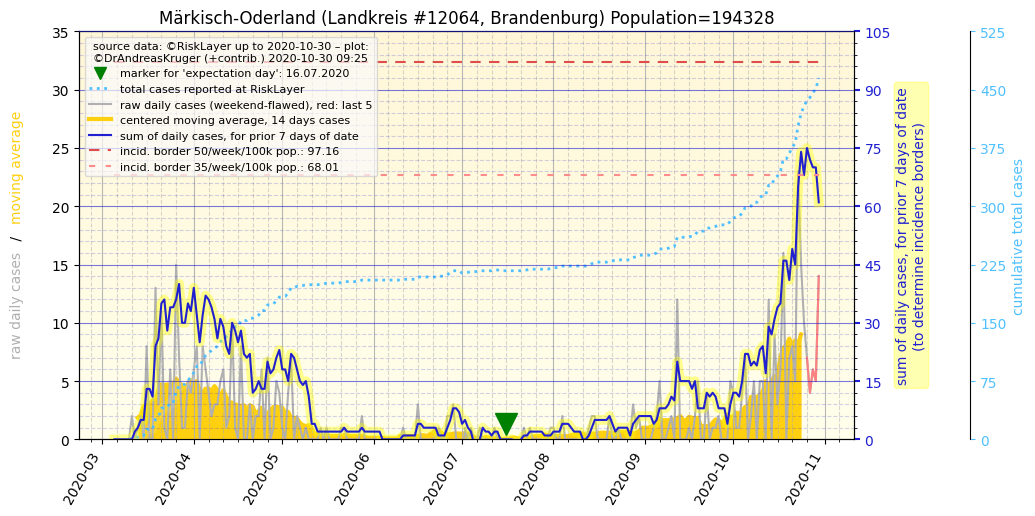 Märkisch-Oderland (Landkreis #12064, Brandenburg) Population=194328
source data: ©RiskLayer up to 2020-10-30 – plot:
©DrAndreasKruger (+contrib.) 2020-10-30 09:25
marker for 'expectation day': 16.07.2020
total cases reported at RiskLayer
raw daily cases (weekend-flawed), red: last 5
centered moving average, 14 days cases
sum of daily cases, for prior 7 days of date
incid. border 50/week/100k pop.: 97.16
incid. border 35/week/100k pop.: 68.01
raw daily cases / moving average
35
30
25
20
15
10
5
0
2020-03
2020-04
2020-05
2020-06
2020-07
2020-08
2020-09
2020-10
2020-11
105
90
75
60
45
30
15
0
sum of daily cases, for prior 7 days of date
(to determine incidence borders)
525
450
375
300
225
150
75
0
cumulative total cases